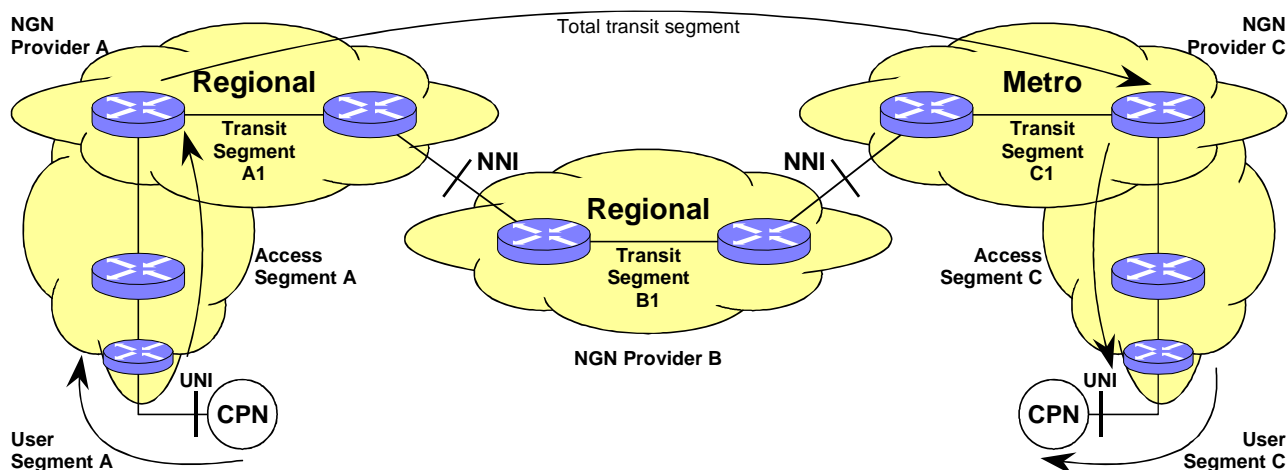 NGN
Provider A
Total transit segment
NGN
Provider C
Regional
Metro
Transit
Segment
A1
Transit
Segment
C1
NNI
NNI
Regional
Transit
Segment
B1
Access
Segment A
Access
Segment C
NGN Provider B
UNI
CPN
UNI
CPN
User
Segment A
User
Segment C